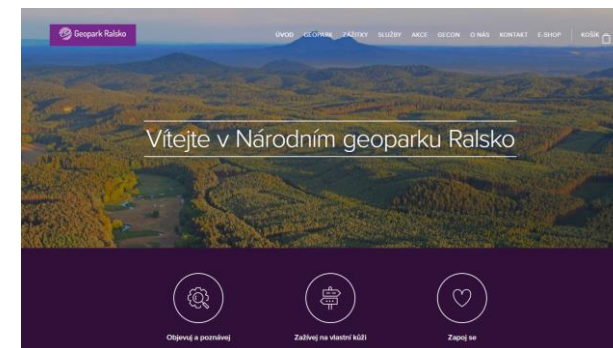 Geopark Ralsko
ÚVOD GEOPARK ZÁŽITKY SLUŽBY AKCE GECON O NÁS KONTAKT E-SHOP KOŠÍK
Vítejte v Národním geoparku Ralsko
Objevuj a poznávej
Zažívej na vlastní kůži
Zapoj se